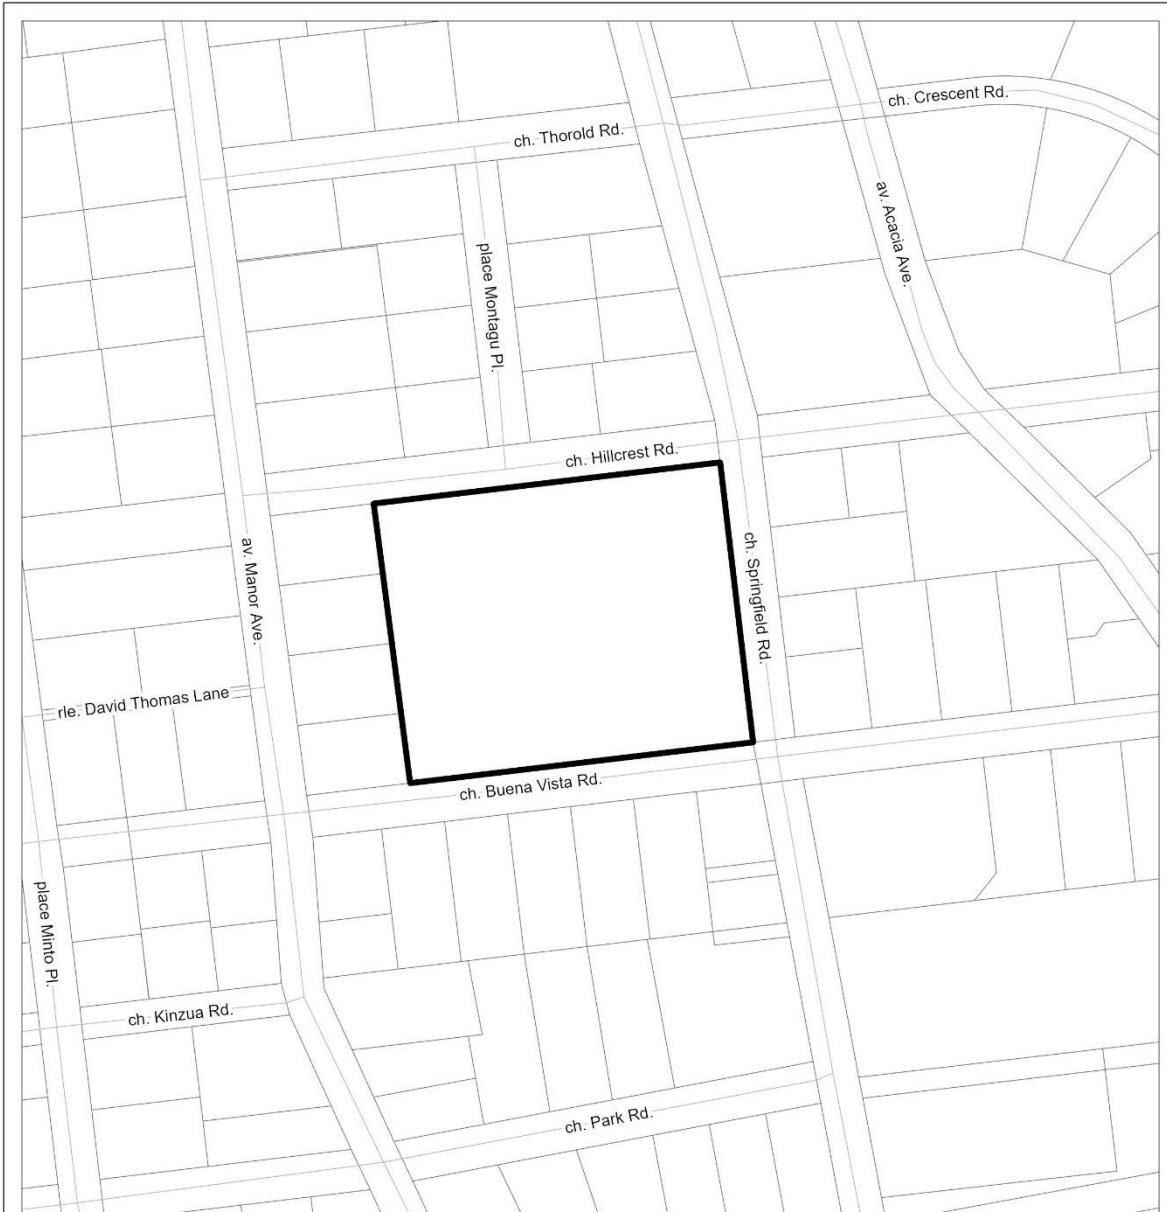 ch. Crescent Rd.
ch. Thorold Rd.
av. Acacia Ave.
place Montagu Pl.
ch. Hillcrest Rd.
av. Manor Ave.
ch. Springfield Rd.
rle. David Thomas Lane
ch. Buena Vista Rd.
place Minto Pl.
ch. Kinzua Rd.
ch. Park Rd.